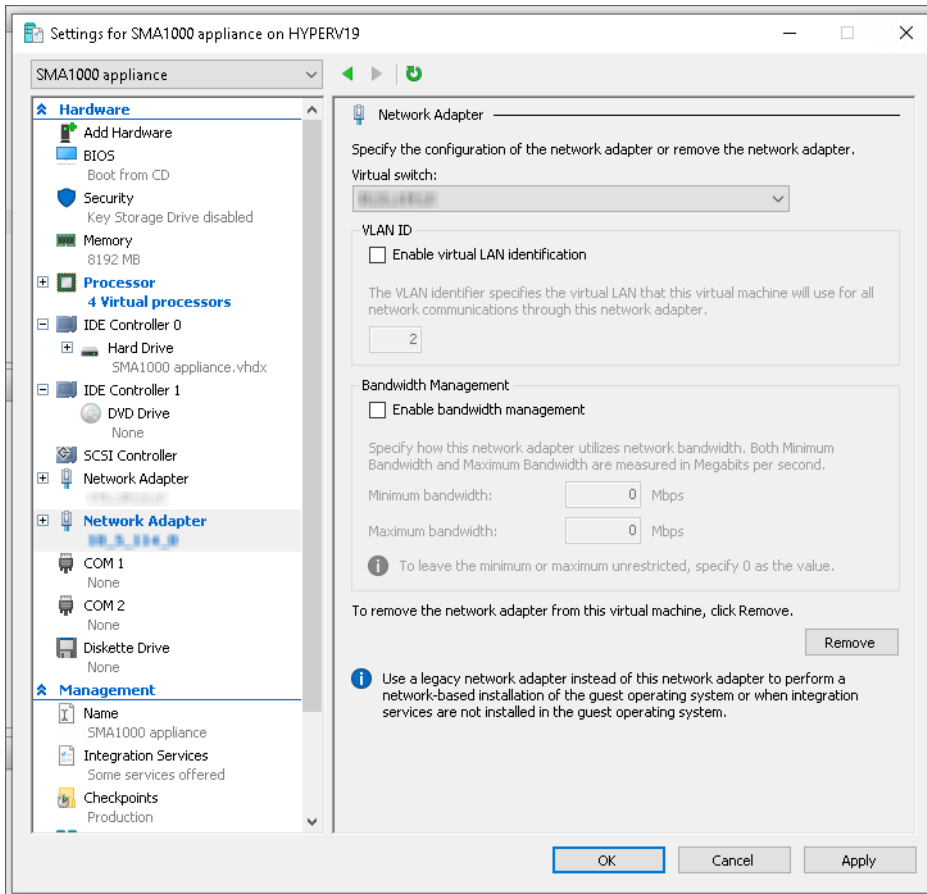 Settings for SMA1000 appliance on HYPERV19
SMA1000 appliance
Hardware
Add Hardware
BIOS
Boot from CD
Security
Key Storage Drive disabled
Memory
8192 MB
Processor
4 Virtual processors
IDE Controller 0
Hard Drive
SMA1000 appliance.vhdx
IDE Controller 1
DVD Drive
None
SCSI Controller
Network Adapter
Network Adapter
COM 1
None
COM 2
None
Diskette Drive
None
Management
Name
SMA1000 appliance
Integration Services
Some services offered
Checkpoints
Production
Network Adapter
Specify the configuration of the network adapter or remove the network adapter.
Virtual switch:
VLAN ID
Enable virtual LAN identification
The VLAN identifier specifies the virtual LAN that this virtual machine will use for all
network communications through this network adapter.
2
Bandwidth Management
Enable bandwidth management
Specify how this network adapter utilizes network bandwidth. Both Minimum
Bandwidth and Maximum Bandwidth are measured in Megabits per second.
Minimum bandwidth: 0 Mbps
Maximum bandwidth: 0 Mbps
To leave the minimum or maximum unrestricted, specify 0 as the value.
To remove the network adapter from this virtual machine, click Remove.
Remove
Use a legacy network adapter instead of this network adapter to perform a
network-based installation of the guest operating system or when integration
services are not installed in the guest operating system.
OK Cancel Apply